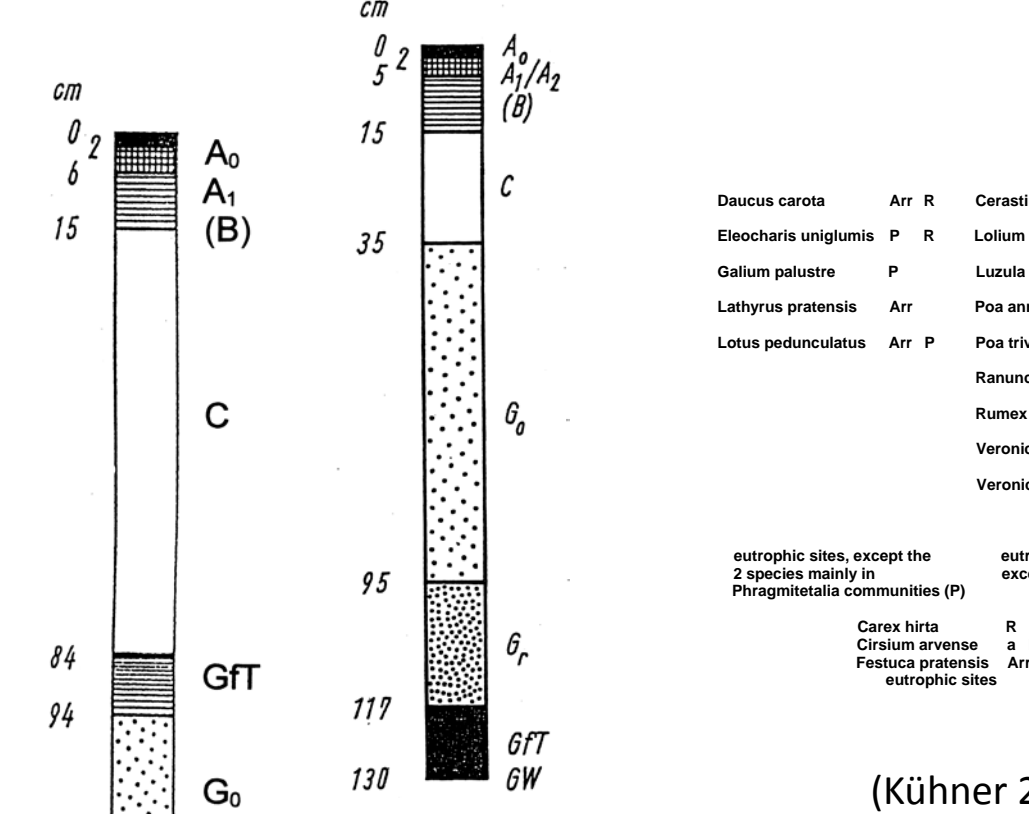 cm
0
2
6
15
84
94
A₀
A₁
(B)
C
GfT
G₀
cm
0
2
5
15
35
95
117
130
A₀
A₁/A₂
(B)
C
G₀
Gᵣ
GfT
GW
Daucus carota Arr R Cerasti
Eleocharis uniglumis P R Lolium
Galium palustre P Luzula
Lathyrus pratensis Arr Poa ann
Lotus pedunculatus Arr P Poa triv
Ranunc
Rumex
Veronic
Veronic
eutrophic sites, except the eutr
2 species mainly in exce
Phragmitetalia communities (P)
Carex hirta R
Cirsium arvense a
Festuca pratensis Arr
eutrophic sites
(Kühner 2